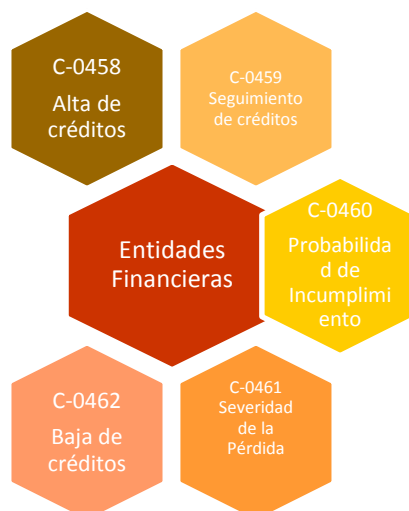 C-0458
Alta de
créditos
C-0459
Seguimiento
de créditos
C-0460
Probabilida
d de
Incumplimi
ento
Entidades
Financieras
C-0462
Baja de
créditos
C-0461
Severidad
de la
Pérdida